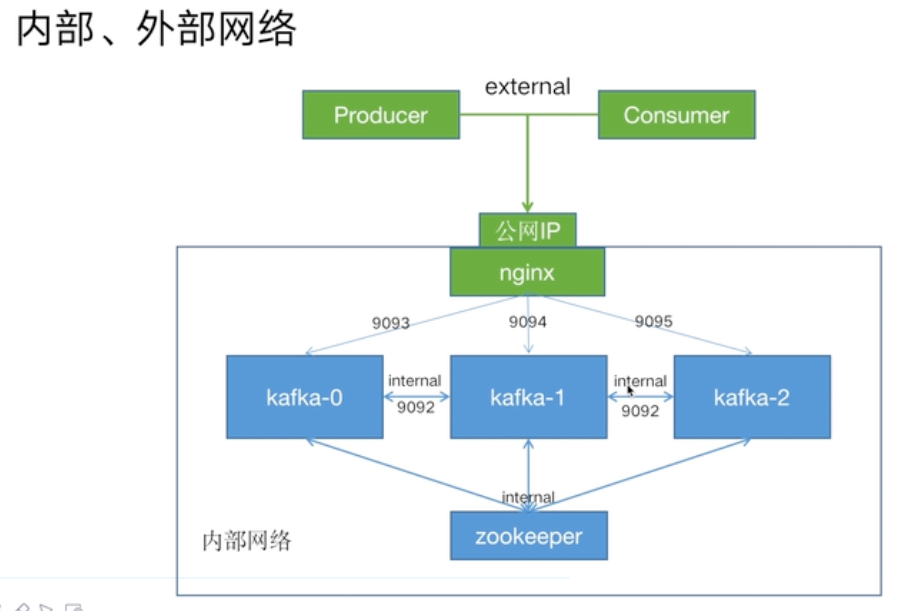 内部、外部网络
external
Producer
Consumer
公网IP
nginx
9093
9094
9095
kafka-0
internal
9092
kafka-1
internal
9092
kafka-2
internal
内部网络
zookeeper